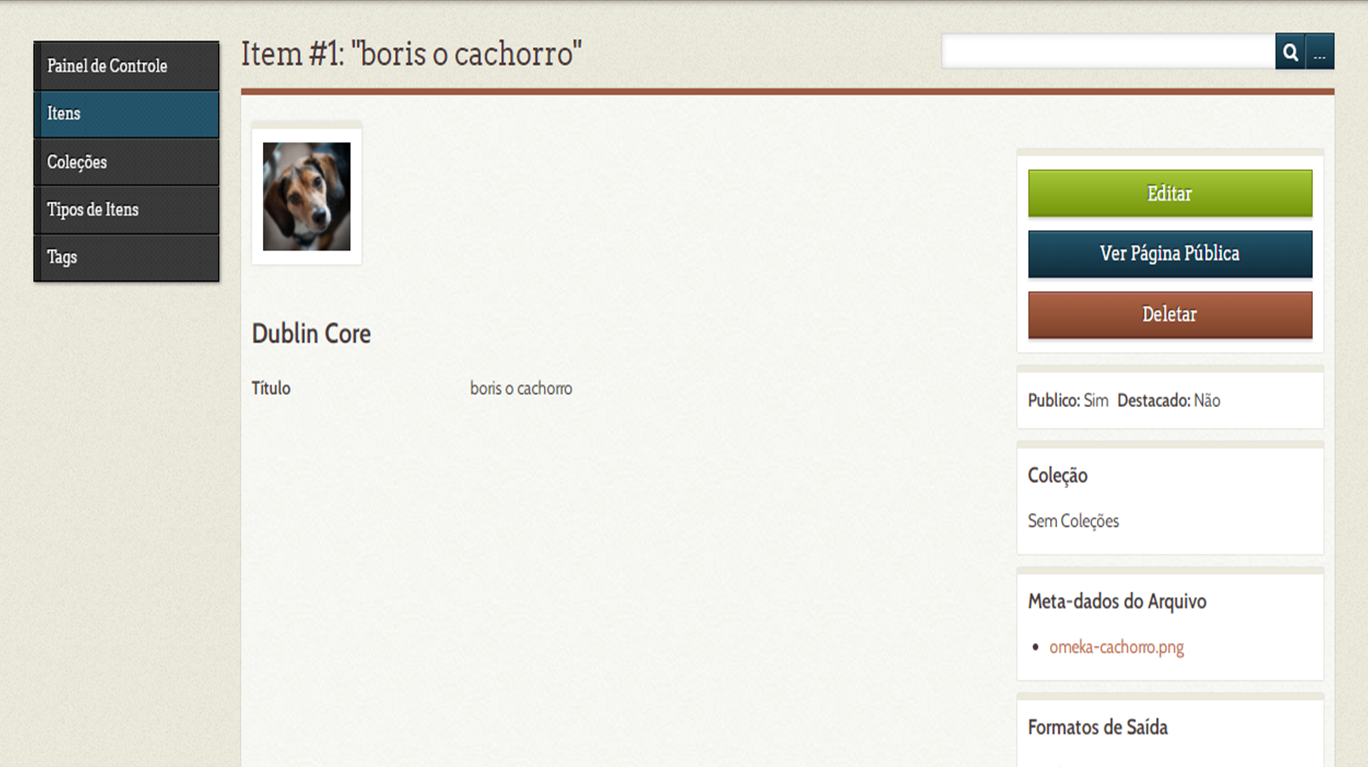 Painel de Controle
Itens
Coleções
Tipos de Itens
Tags
Item #1: "boris o cachorro"
...
Dublin Core
Título boris o cachorro
Editar
Ver Página Pública
Deletar
Publico: Sim Destacado: Não
Coleção
Sem Coleções
Meta-dados do Arquivo
omeka-cachorro.png
Formatos de Saída